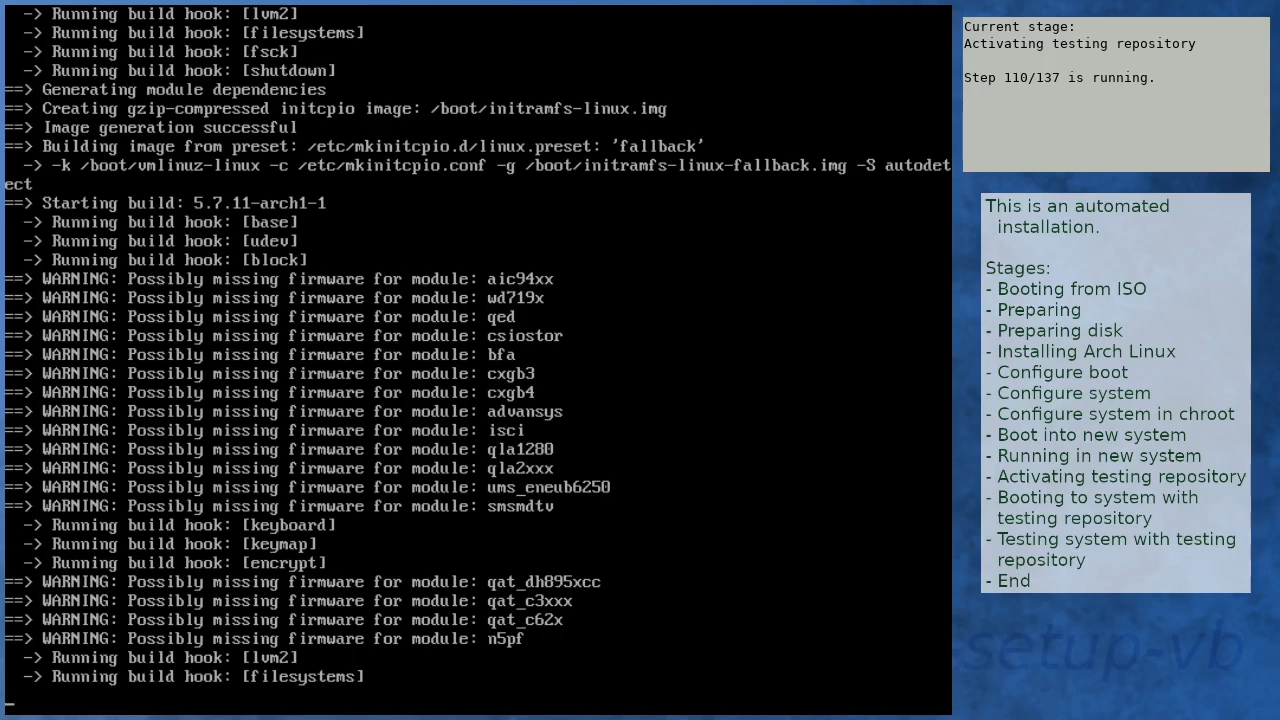 -> Running build hook: [lvm2]
-> Running build hook: [filesystems]
-> Running build hook: [fsck]
-> Running build hook: [shutdown]
==> Generating module dependencies
==> Creating gzip-compressed initcpio image: /boot/initramfs-linux.img
==> Image generation successful
==> Building image from preset: /etc/mkinitcpio.d/linux.preset: 'fallback'
-> -k /boot/vmlinuz-linux -c /etc/mkinitcpio.conf -g /boot/initramfs-linux-fallback.img -S autodet
ect
==> Starting build: 5.7.11-arch1-1
-> Running build hook: [base]
-> Running build hook: [udev]
-> Running build hook: [block]
==> WARNING: Possibly missing firmware for module: aic94xx
==> WARNING: Possibly missing firmware for module: wd719x
==> WARNING: Possibly missing firmware for module: qed
==> WARNING: Possibly missing firmware for module: csiostor
==> WARNING: Possibly missing firmware for module: bfa
==> WARNING: Possibly missing firmware for module: cxgb3
==> WARNING: Possibly missing firmware for module: cxgb4
==> WARNING: Possibly missing firmware for module: advansys
==> WARNING: Possibly missing firmware for module: isci
==> WARNING: Possibly missing firmware for module: qla1280
==> WARNING: Possibly missing firmware for module: qla2xxx
==> WARNING: Possibly missing firmware for module: ums_eneub6250
==> WARNING: Possibly missing firmware for module: smsmdtv
-> Running build hook: [keyboard]
-> Running build hook: [keymap]
-> Running build hook: [encrypt]
==> WARNING: Possibly missing firmware for module: qat_dh895xcc
==> WARNING: Possibly missing firmware for module: qat_c3xxx
==> WARNING: Possibly missing firmware for module: qat_c62x
==> WARNING: Possibly missing firmware for module: n5pf
-> Running build hook: [lvm2]
-> Running build hook: [filesystems]
_
Current stage:
Activating testing repository
Step 110/137 is running.
This is an automated
installation.
Stages:
- Booting from ISO
- Preparing
- Preparing disk
- Installing Arch Linux
- Configure boot
- Configure system
- Configure system in chroot
- Boot into new system
- Running in new system
- Activating testing repository
- Booting to system with
testing repository
- Testing system with testing
repository
- End
-setup-vb